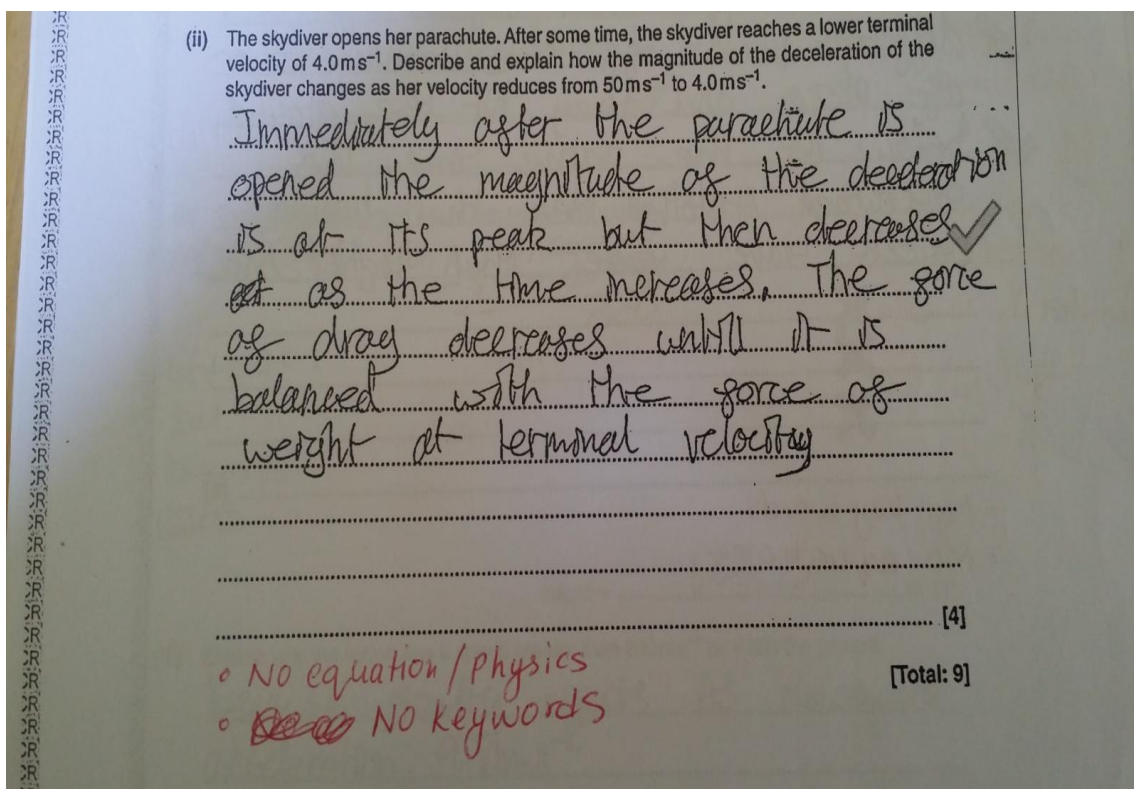 (ii) The skydiver opens her parachute. After some time, the skydiver reaches a lower terminal
velocity of 4.0 m s⁻¹. Describe and explain how the magnitude of the deceleration of the
skydiver changes as her velocity reduces from 50 m s⁻¹ to 4.0 m s⁻¹.
Immediately after the parachute is
opened the magnitude of the deceleration
is at its peak but then decreases
as the time increases. The force
of drag decreases untill it is
balanced with the force of
weight at terminal velocity
[4]
• NO equation / Physics
[Total: 9]
• NO keywords